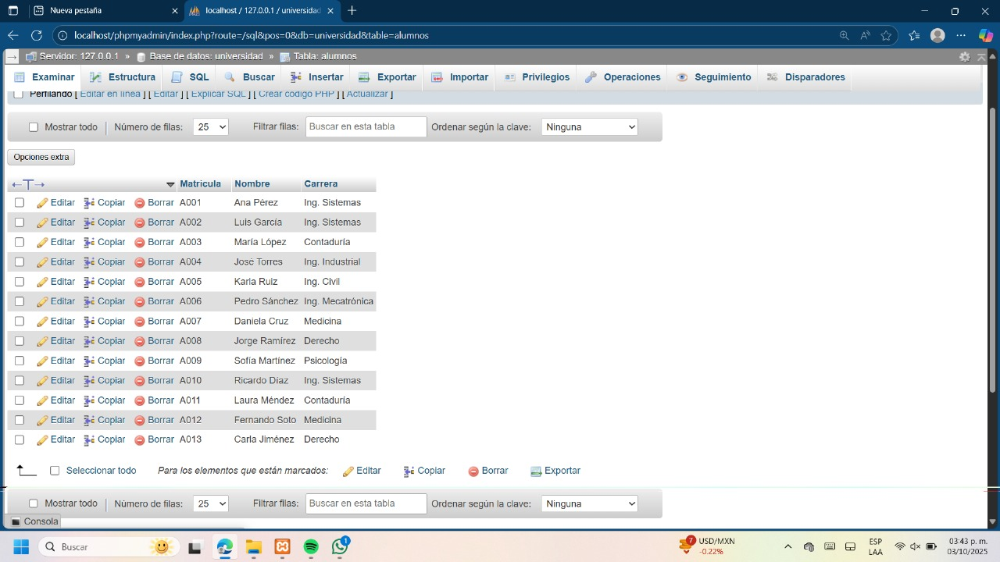 Nueva pestaña
localhost / 127.0.0.1 / universidad
localhost/phpmyadmin/index.php?route=/sql&pos=0&db=universidad&table=alumnos
Servidor: 127.0.0.1 » Base de datos: universidad » Tabla: alumnos
Examinar Estructura SQL Buscar Insertar Exportar Importar Privilegios Operaciones Seguimiento Disparadores
Perfilando [ Editar en línea ] [ Editar ] [ Explicar SQL ] [ Crear código PHP ] [ Actualizar ]
Mostrar todo Número de filas: 25 Filtrar filas: Buscar en esta tabla Ordenar según la clave: Ninguna
Opciones extra
←T→ Matricula Nombre Carrera
Editar Copiar Borrar A001 Ana Pérez Ing. Sistemas
Editar Copiar Borrar A002 Luis García Ing. Sistemas
Editar Copiar Borrar A003 María López Contaduría
Editar Copiar Borrar A004 José Torres Ing. Industrial
Editar Copiar Borrar A005 Karla Ruiz Ing. Civil
Editar Copiar Borrar A006 Pedro Sánchez Ing. Mecatrónica
Editar Copiar Borrar A007 Daniela Cruz Medicina
Editar Copiar Borrar A008 Jorge Ramírez Derecho
Editar Copiar Borrar A009 Sofía Martínez Psicología
Editar Copiar Borrar A010 Ricardo Díaz Ing. Sistemas
Editar Copiar Borrar A011 Laura Méndez Contaduría
Editar Copiar Borrar A012 Fernando Soto Medicina
Editar Copiar Borrar A013 Carla Jiménez Derecho
Seleccionar todo Para los elementos que están marcados: Editar Copiar Borrar Exportar
Mostrar todo Número de filas: 25 Filtrar filas: Buscar en esta tabla Ordenar según la clave: Ninguna
Consola
Buscar
1
7
USD/MXN
-0.22%
ESP
LAA
03:43 p. m.
03/10/2025